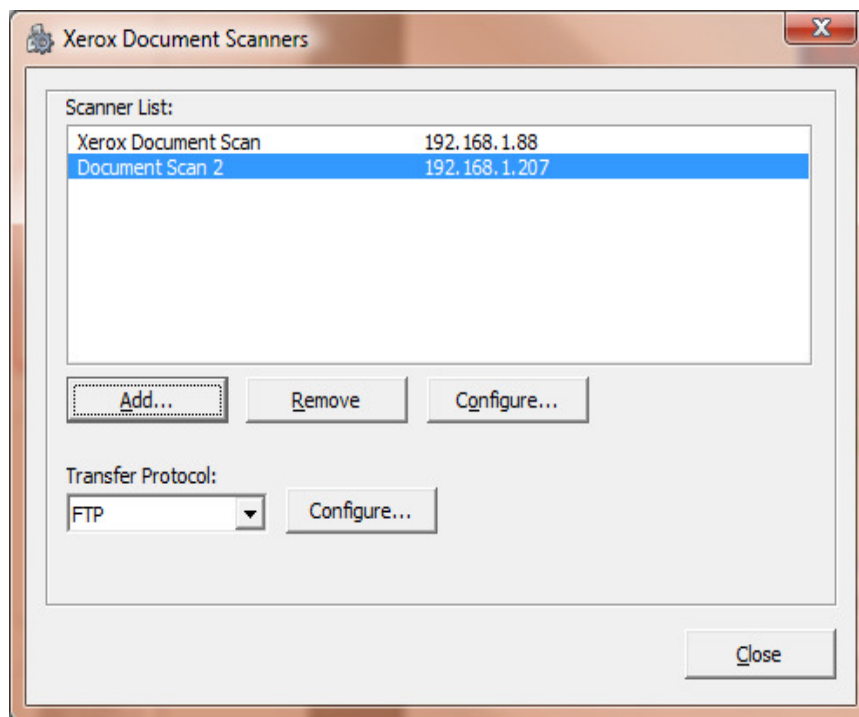 Xerox Document Scanners
X
Scanner List:
Xerox Document Scan 192.168.1.88
Document Scan 2 192.168.1.207
Add... Remove Configure...
Transfer Protocol:
FTP Configure...
Close